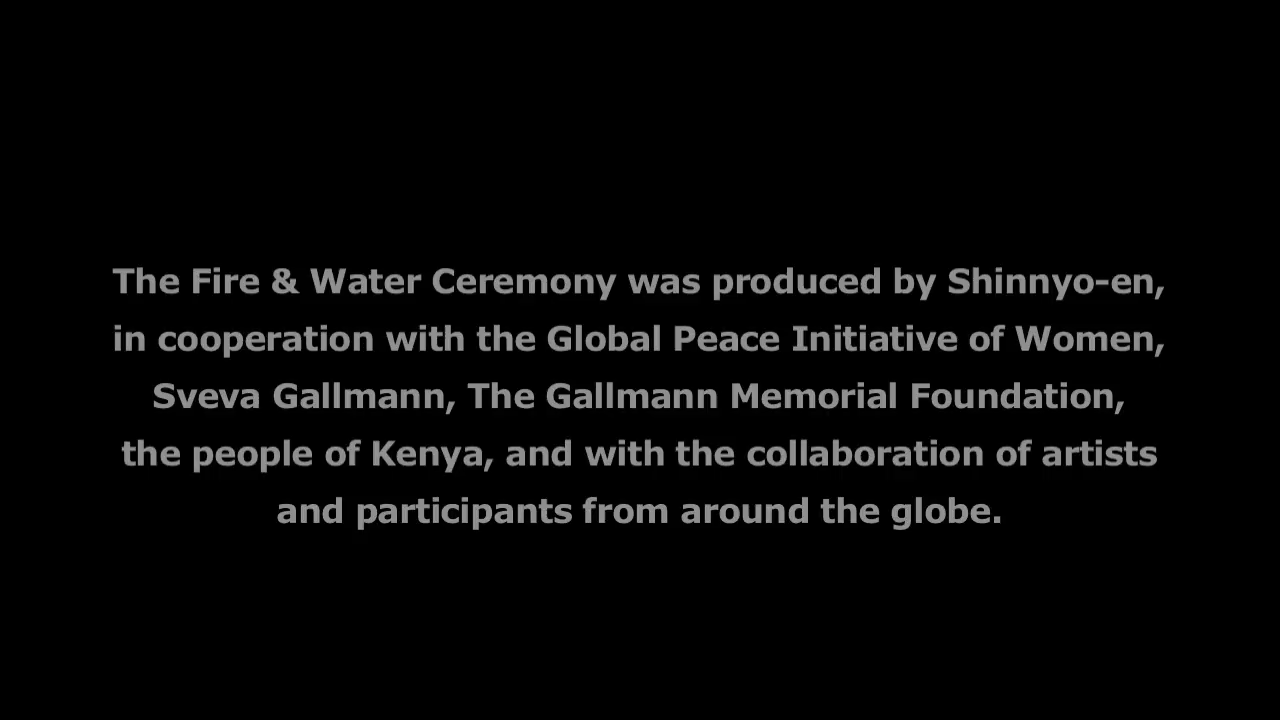 The Fire & Water Ceremony was produced by Shinnyo-en,
in cooperation with the Global Peace Initiative of Women,
Sveva Gallmann, The Gallmann Memorial Foundation,
the people of Kenya, and with the collaboration of artists
and participants from around the globe.